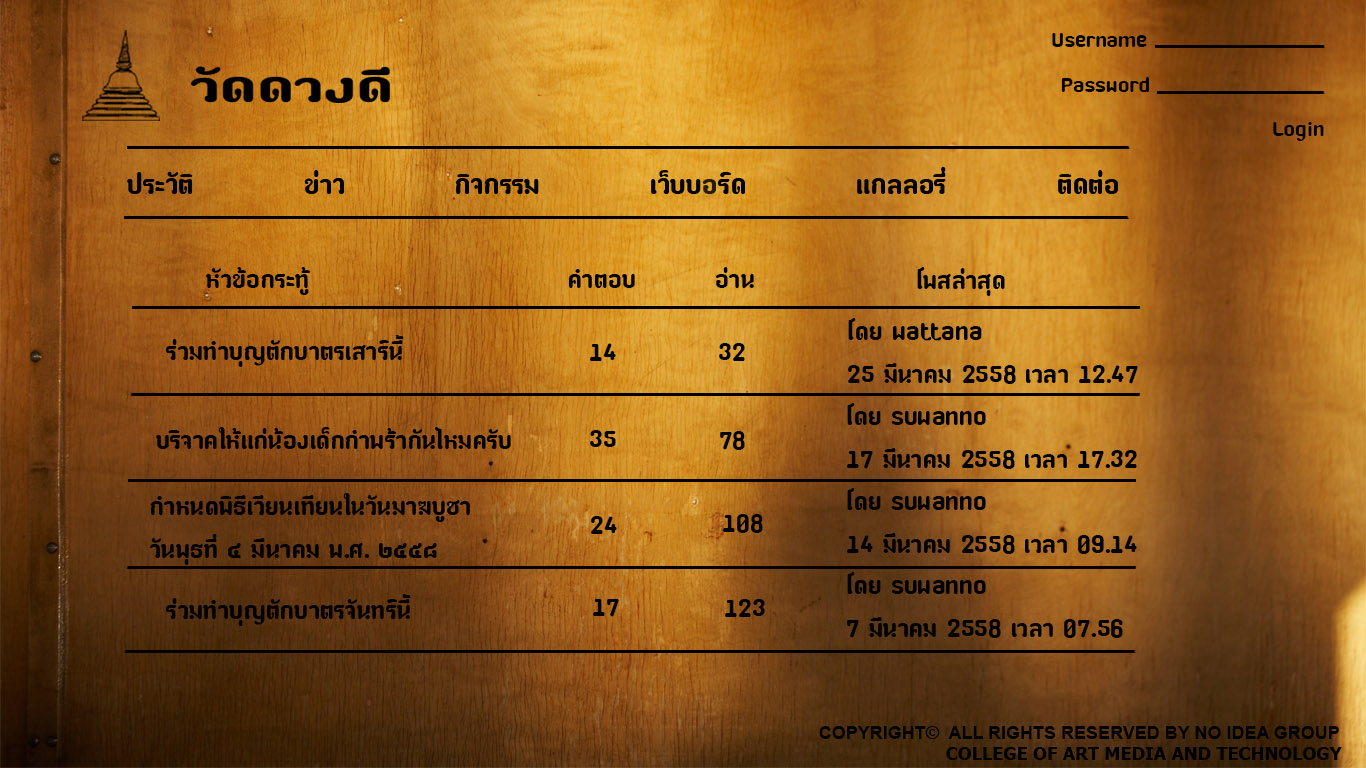 วัดดวงดี
Username
Password
Login
ประวัติ ข่าว กิจกรรม เว็บบอร์ด แกลลอรี่ ติดต่อ
หัวข้อกระทู้ คำตอบ อ่าน โพสล่าสุด
ร่วมทำบุญตักบาตรเสาร์นี้ 14 32
โดย wattana
25 มีนาคม 2558 เวลา 12.47
บริจาคให้แก่น้องเด็กกำพร้ากันไหมครับ 35 78
โดย suwanno
17 มีนาคม 2558 เวลา 17.32
กำหนดพิธีเวียนเทียนในวันมาฆบูชา
วันพุธที่ ๔ มีนาคม พ.ศ. ๒๕๕๘
24 108
โดย suwanno
14 มีนาคม 2558 เวลา 09.14
ร่วมทำบุญตักบาตรจันทร์นี้ 17 123
โดย suwanno
7 มีนาคม 2558 เวลา 07.56
COPYRIGHT© ALL RIGHTS RESERVED BY NO IDEA GROUP
COLLEGE OF ART MEDIA AND TECHNOLOGY